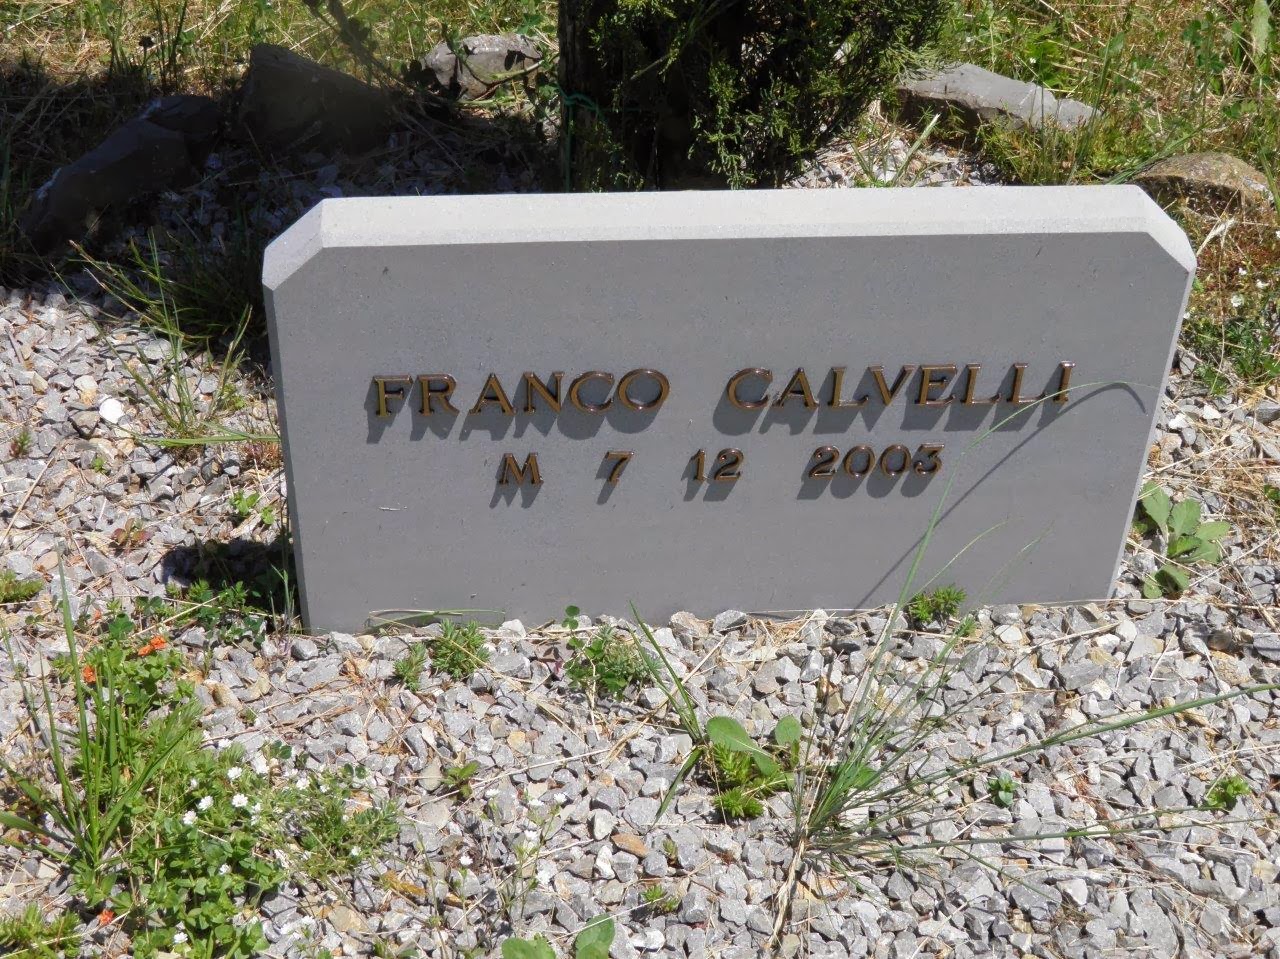 FRANCO CALVELLI
M 7 12 2003